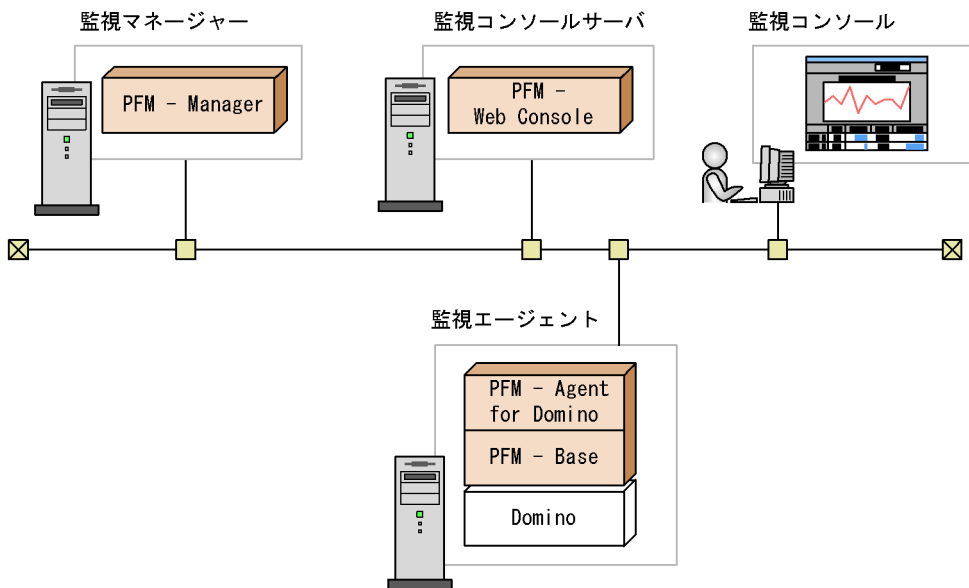 監視マネージャー
監視コンソールサーバ
監視コンソール
PFM - Manager
PFM -
Web Console
監視エージェント
PFM - Agent
for Domino
PFM - Base
Domino